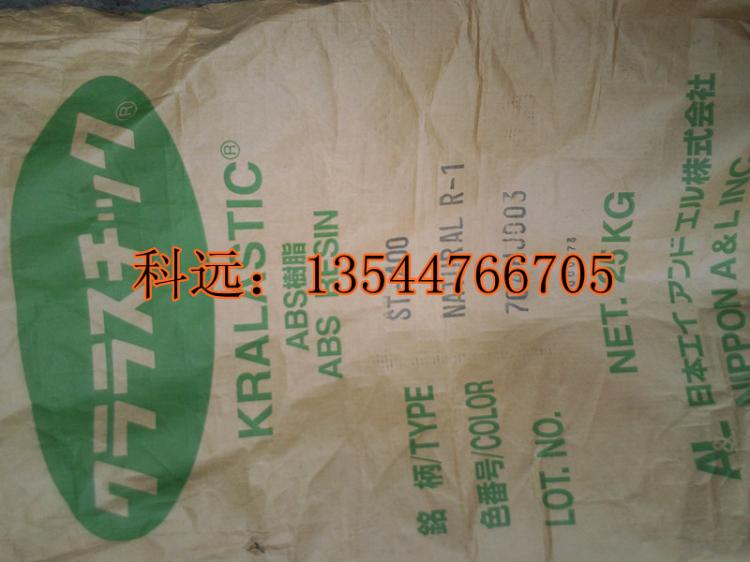 クララスチック®
KRALASTIC®
ABS樹脂
ABS RESIN
銘 柄/TYPE
色番号/COLOR NATURAL R-1
LOT. NO.
NET. 25 KG
日本エイアンドエル株式会社
A&L NIPPON A & L INC.
科远：13544766705